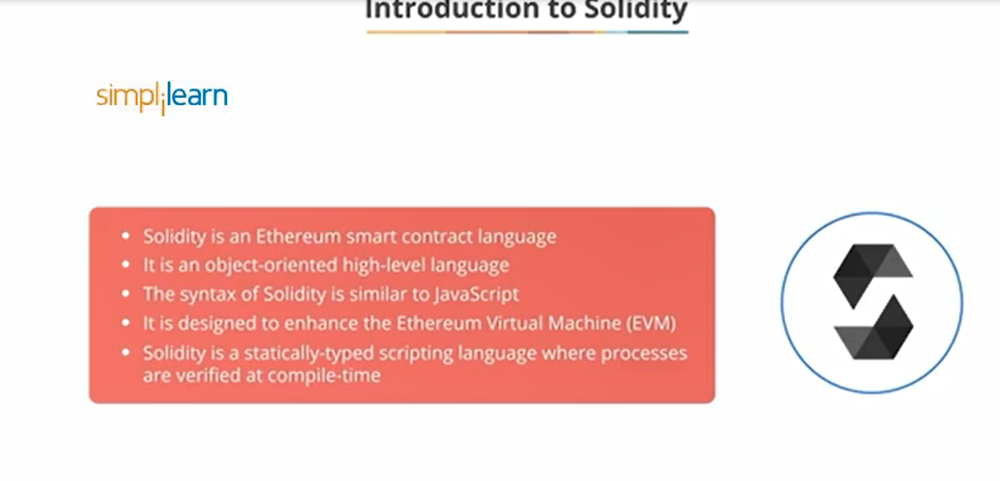 Introduction to Solidity
simplilearn
• Solidity is an Ethereum smart contract language
• It is an object-oriented high-level language
• The syntax of Solidity is similar to JavaScript
• It is designed to enhance the Ethereum Virtual Machine (EVM)
• Solidity is a statically-typed scripting language where processes
are verified at compile-time